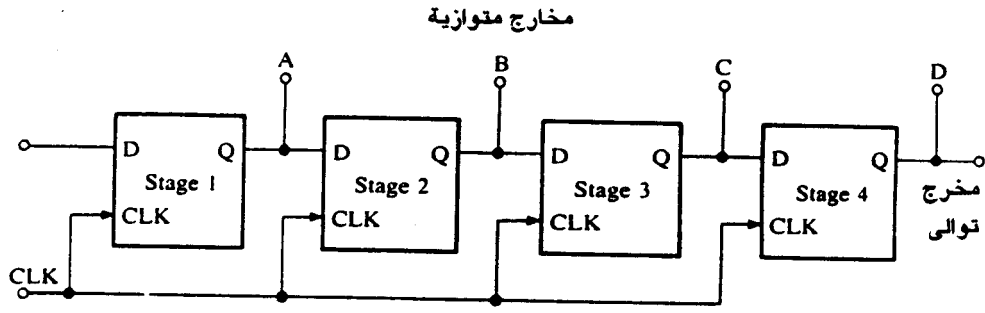 مخارج متوازية
A
B
C
D
D Q
Stage 1
CLK
D Q
Stage 2
CLK
D Q
Stage 3
CLK
D Q
Stage 4
CLK
مخرج
توالى
CLK